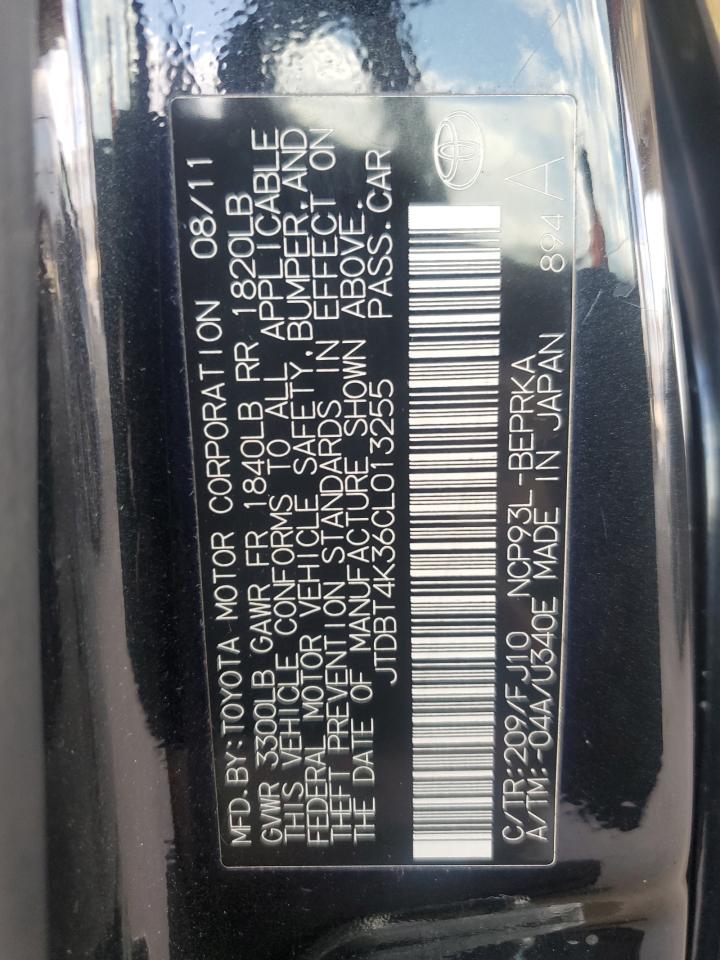 MFD. BY: TOYOTA MOTOR CORPORATION 08/11
GVWR 3300LB GAWR FR 1840LB RR 1820LB
THIS VEHICLE CONFORMS TO ALL APPLICABLE
FEDERAL MOTOR VEHICLE SAFETY, BUMPER, AND
THEFT PREVENTION STANDARDS IN EFFECT ON
THE DATE OF MANUFACTURE SHOWN ABOVE.
JTDBT4K36CL013255 PASS. CAR
C/TR: 209/FJ10 NCP93L-BEPRKA
A/TM: -04A/U340E MADE IN JAPAN 894 A